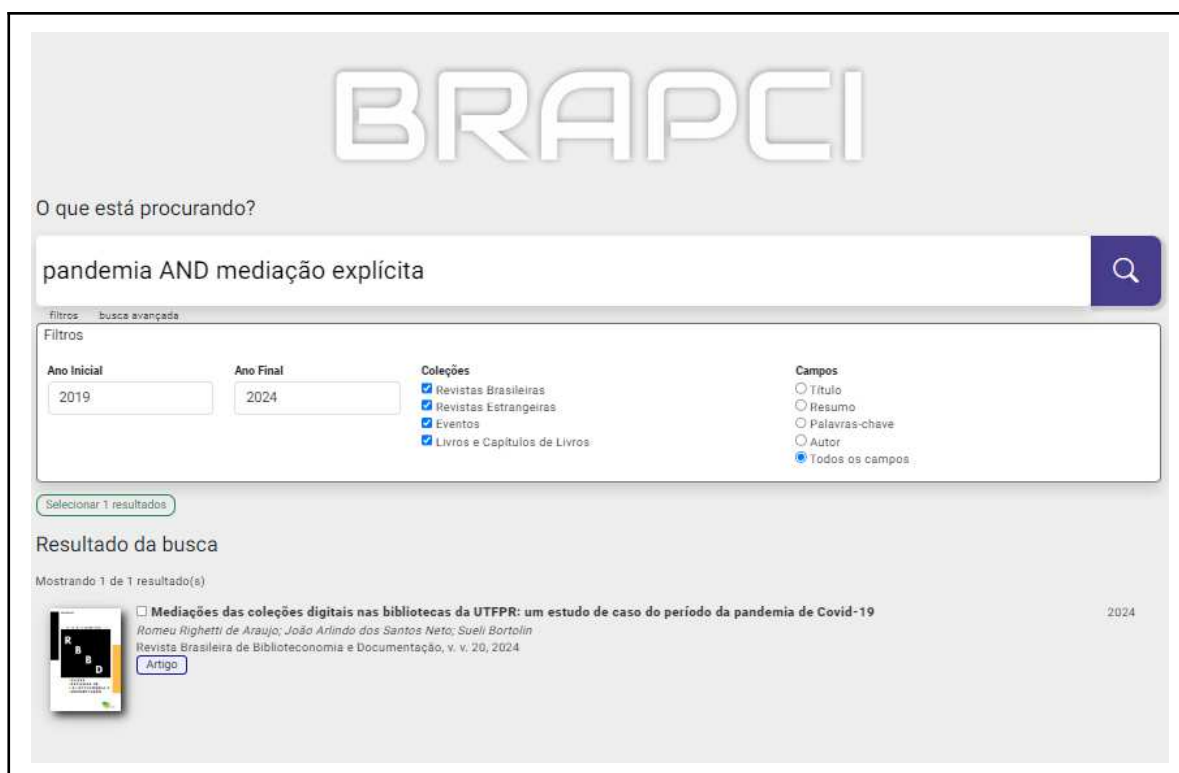 BRAPCI
O que está procurando?
pandemia AND mediação explícita
filtros busca avançada
Filtros
Ano Inicial Ano Final Coleções Campos
2019 2024 Revistas Brasileiras Título
Revistas Estrangeiras Resumo
Eventos Palavras-chave
Livros e Capítulos de Livros Autor
Todos os campos
Selecionar 1 resultados
Resultado da busca
Mostrando 1 de 1 resultado(s)
Mediações das coleções digitais nas bibliotecas da UTFPR: um estudo de caso do período da pandemia de Covid-19 2024
Romeu Righetti de Araujo; João Arlindo dos Santos Neto; Sueli Bortolin
Revista Brasileira de Biblioteconomia e Documentação, v. v. 20, 2024
Artigo
R
B
B
D